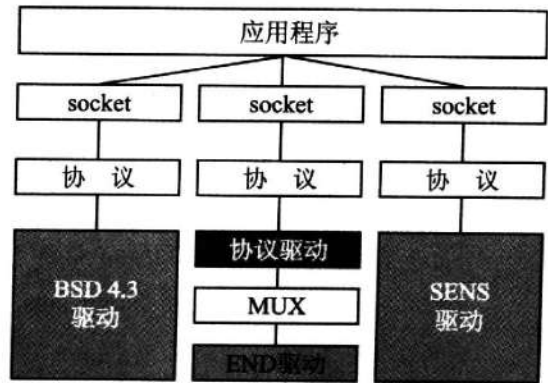 应用程序
socket socket socket
协 议 协 议 协 议
协议驱动
BSD 4.3
驱动
MUX
SENS
驱动
END驱动